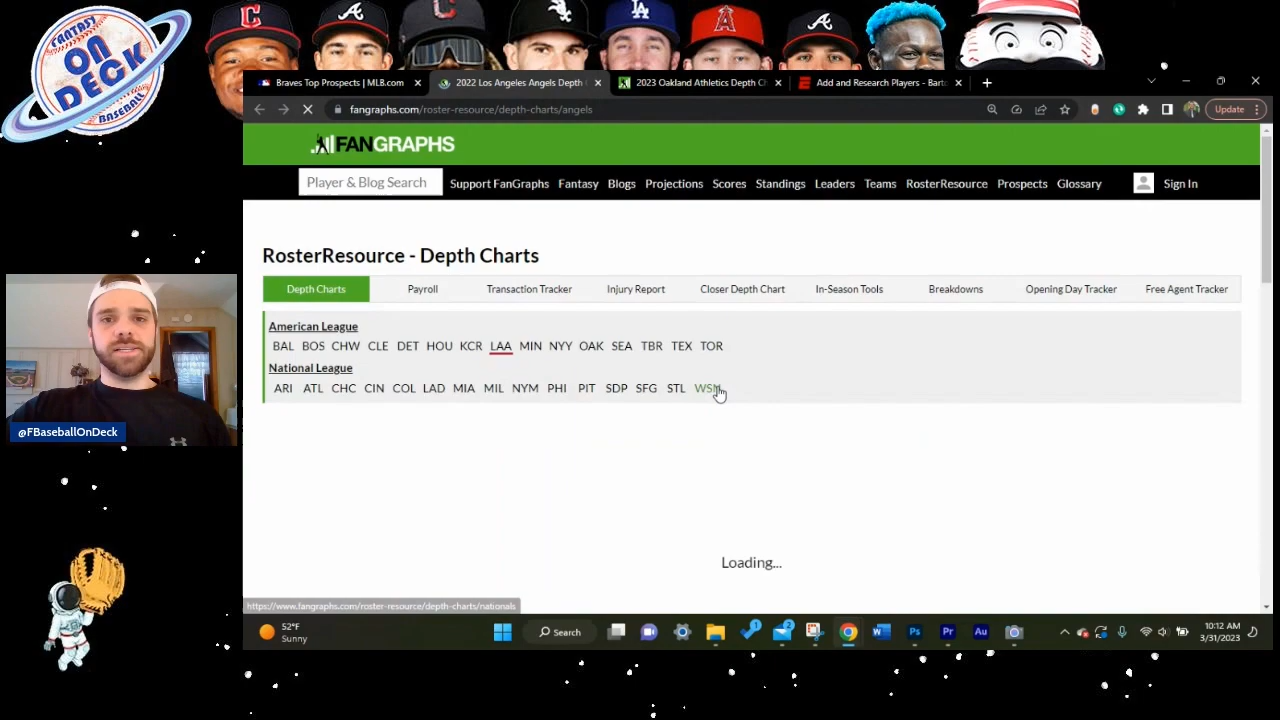 FANTASY
ON
DECK
BASEBALL
Braves Top Prospects | MLB.com
2022 Los Angeles Angels Depth
2023 Oakland Athletics Depth Ch
Add and Research Players - Barto
fangraphs.com/roster-resource/depth-charts/angels
Update
FANGRAPHS
Player & Blog Search
Support FanGraphs Fantasy Blogs Projections Scores Standings Leaders Teams RosterResource Prospects Glossary Sign In
RosterResource - Depth Charts
Depth Charts Payroll Transaction Tracker Injury Report Closer Depth Chart In-Season Tools Breakdowns Opening Day Tracker Free Agent Tracker
American League
BAL BOS CHW CLE DET HOU KCR LAA MIN NYY OAK SEA TBR TEX TOR
National League
ARI ATL CHC CIN COL LAD MIA MIL NYM PHI PIT SDP SFG STL WSN
@FBaseballOnDeck
Loading...
https://www.fangraphs.com/roster-resource/depth-charts/nationals
52°F
Sunny
Search
10:12 AM
3/31/2023